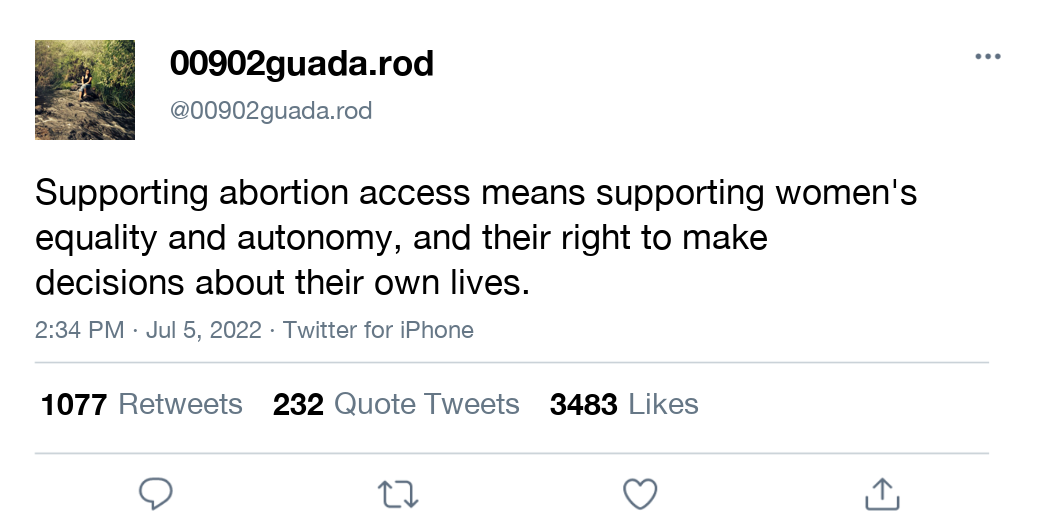 00902guada.rod
@00902guada.rod
Supporting abortion access means supporting women's
equality and autonomy, and their right to make
decisions about their own lives.
2:34 PM · Jul 5, 2022 · Twitter for iPhone
1077 Retweets 232 Quote Tweets 3483 Likes